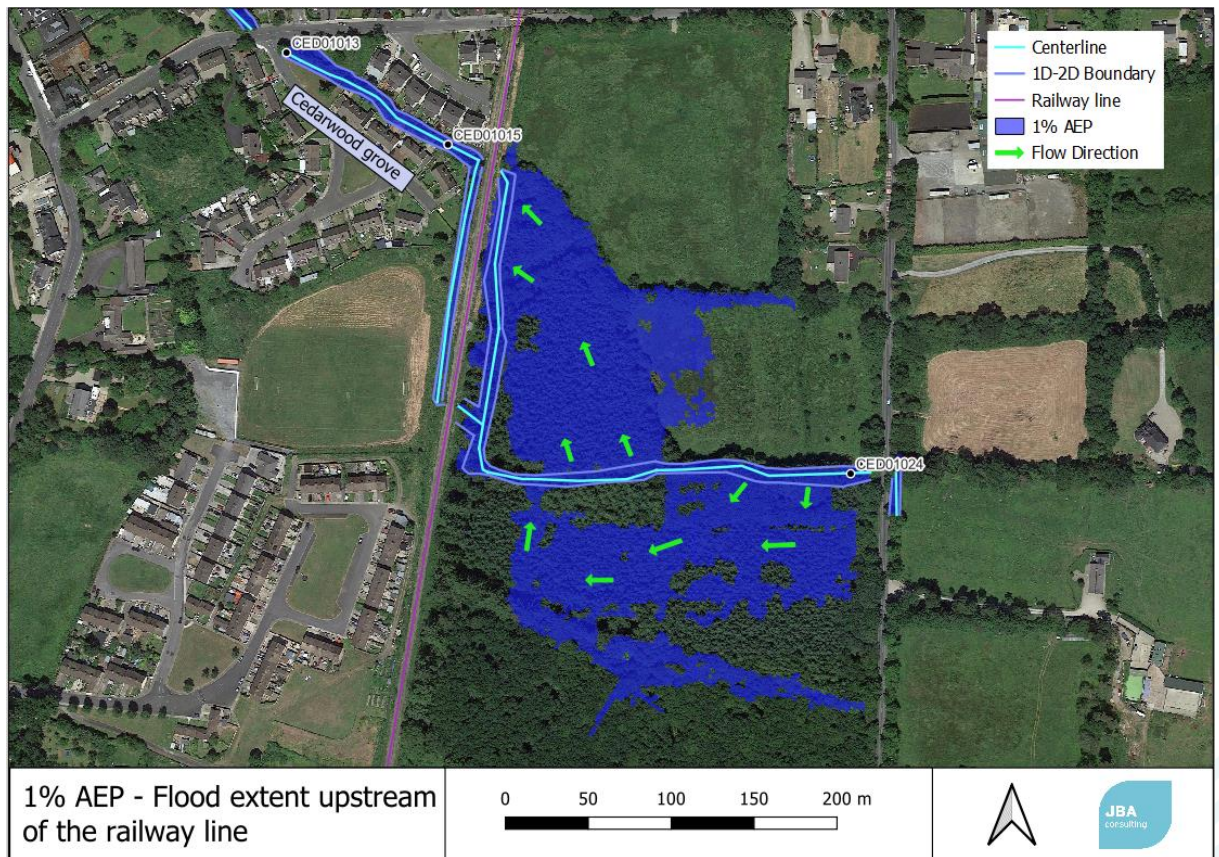 CED01013
Cedarwood grove
CED01015
CED01024
Centerline
1D-2D Boundary
Railway line
1% AEP
Flow Direction
1% AEP - Flood extent upstream
of the railway line
0 50 100 150 200 m
JBA
consulting